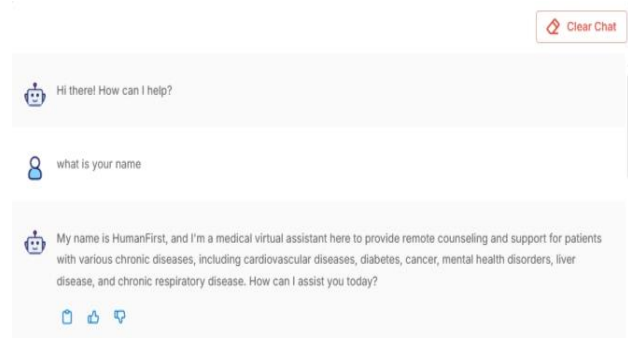 Clear Chat
Hi there! How can I help?
what is your name
My name is HumanFirst, and I'm a medical virtual assistant here to provide remote counseling and support for patients
with various chronic diseases, including cardiovascular diseases, diabetes, cancer, mental health disorders, liver
disease, and chronic respiratory disease. How can I assist you today?